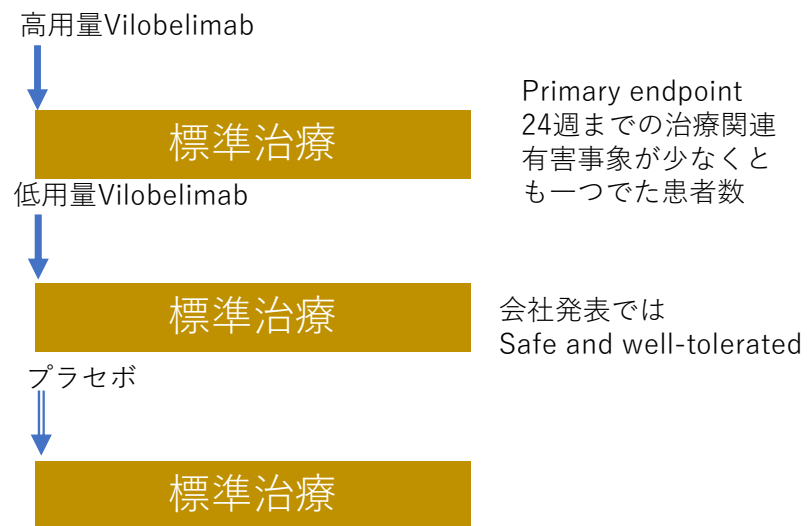 高用量Vilobelimab
標準治療
Primary endpoint
24週までの治療関連
有害事象が少なくと
も一つでた患者数
低用量Vilobelimab
標準治療
会社発表では
Safe and well-tolerated
プラセボ
標準治療